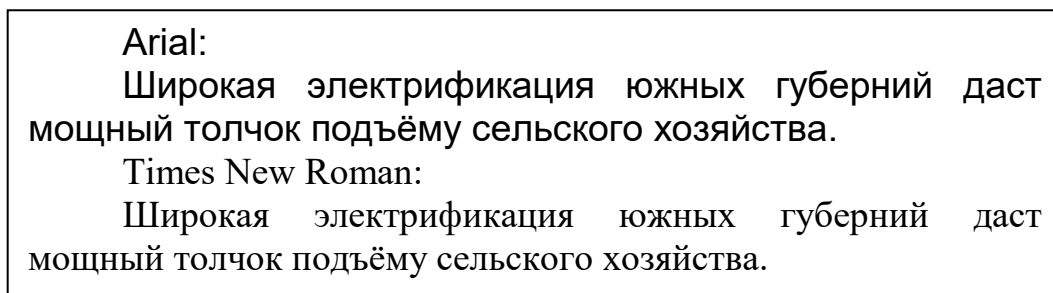 Arial:
Широкая электрификация южных губерний даст
мощный толчок подъёму сельского хозяйства.
Times New Roman:
Широкая электрификация южных губерний даст
мощный толчок подъёму сельского хозяйства.